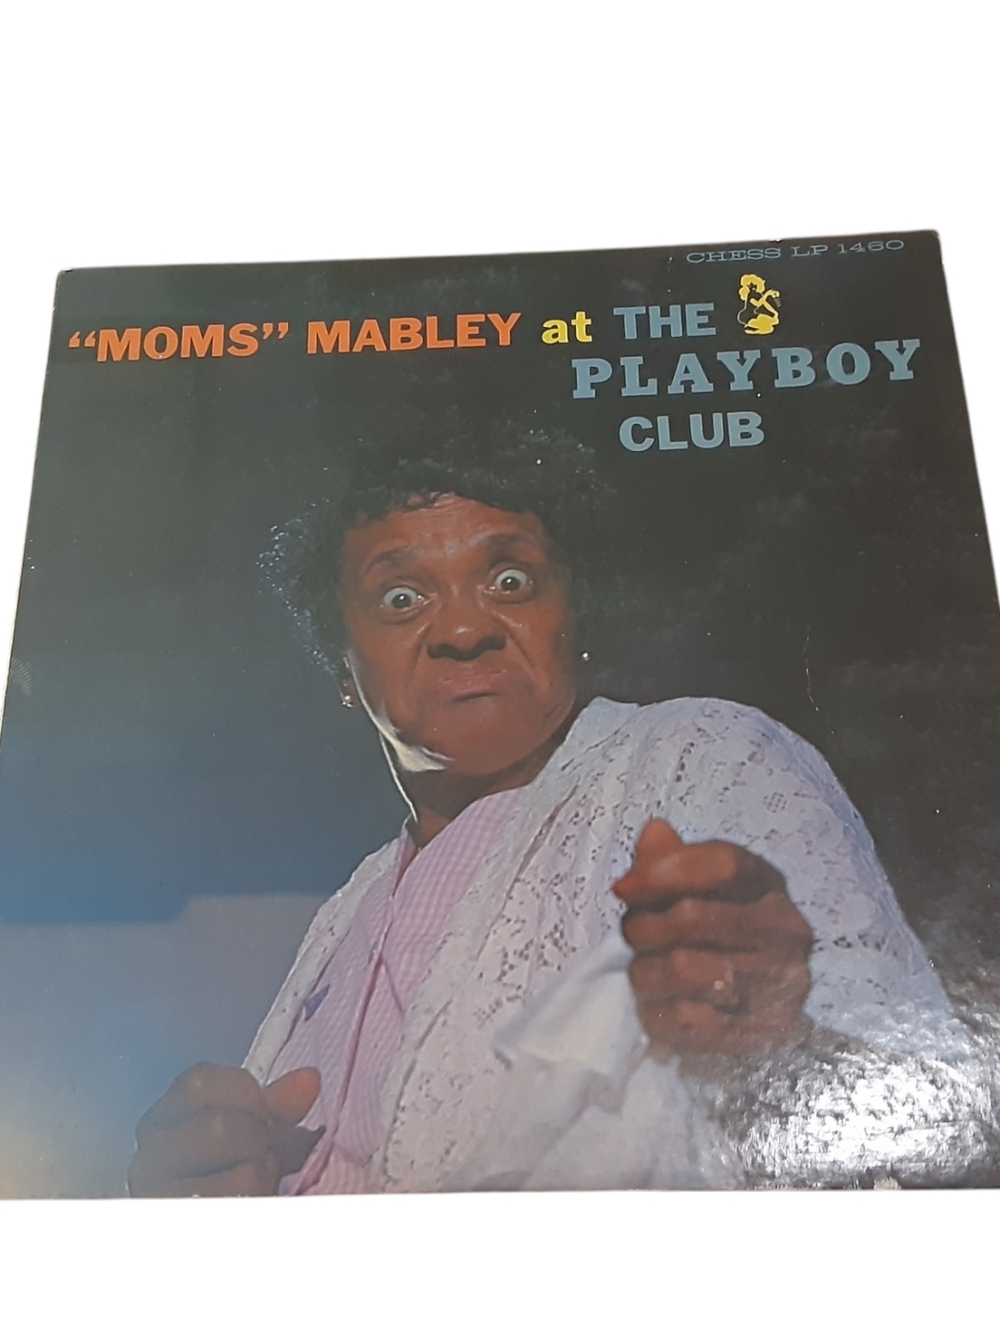 CHESS LP 1460
“MOMS” MABLEY at THE
PLAYBOY
CLUB